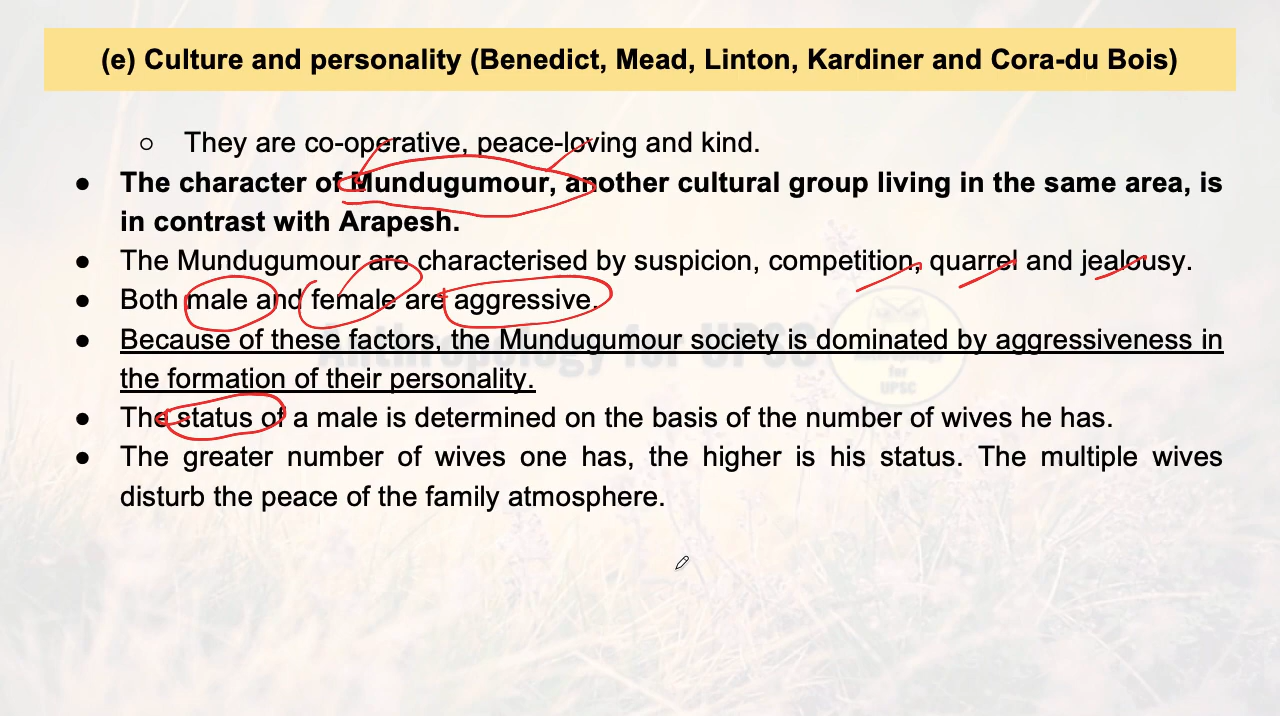 (e) Culture and personality (Benedict, Mead, Linton, Kardiner and Cora-du Bois)
○ They are co-operative, peace-loving and kind.
● The character of Mundugumour, another cultural group living in the same area, is
in contrast with Arapesh.
● The Mundugumour are characterised by suspicion, competition, quarrel and jealousy.
● Both male and female are aggressive.
● Because of these factors, the Mundugumour society is dominated by aggressiveness in
the formation of their personality.
● The status of a male is determined on the basis of the number of wives he has.
● The greater number of wives one has, the higher is his status. The multiple wives
disturb the peace of the family atmosphere.
Anthropology for UPSC
for
UPSC